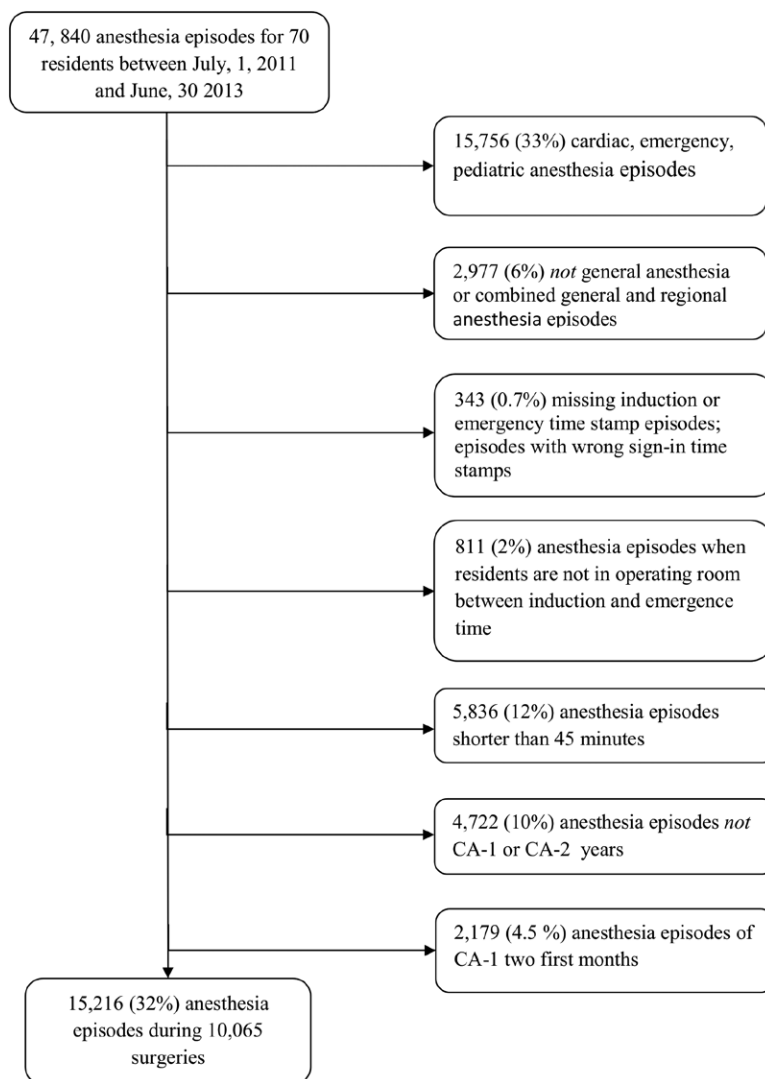 47, 840 anesthesia episodes for 70
residents between July, 1, 2011
and June, 30 2013
15,756 (33%) cardiac, emergency,
pediatric anesthesia episodes
2,977 (6%) not general anesthesia
or combined general and regional
anesthesia episodes
343 (0.7%) missing induction or
emergency time stamp episodes;
episodes with wrong sign-in time
stamps
811 (2%) anesthesia episodes when
residents are not in operating room
between induction and emergence
time
5,836 (12%) anesthesia episodes
shorter than 45 minutes
4,722 (10%) anesthesia episodes not
CA-1 or CA-2 years
2,179 (4.5 %) anesthesia episodes of
CA-1 two first months
15,216 (32%) anesthesia
episodes during 10,065
surgeries